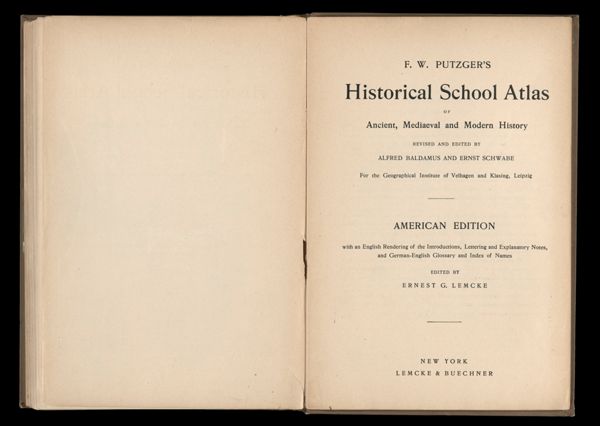 F. W. PUTZGER'S
Historical School Atlas
OF
Ancient, Mediaeval and Modern History
REVISED AND EDITED BY
ALFRED BALDAMUS AND ERNST SCHWABE
For the Geographical Institute of Velhagen and Klasing, Leipzig
AMERICAN EDITION
with an English Rendering of the Introductions, Lettering and Explanatory Notes,
and German-English Glossary and Index of Names
EDITED BY
ERNEST G. LEMCKE
NEW YORK
LEMCKE & BUECHNER